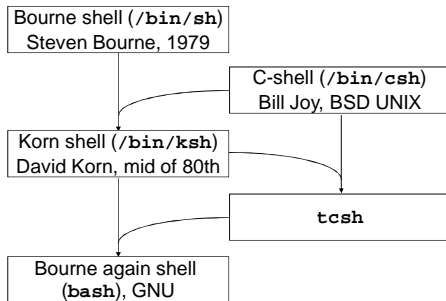 Bourne shell (/bin/sh)
Steven Bourne, 1979
C-shell (/bin/csh)
Bill Joy, BSD UNIX
Korn shell (/bin/ksh)
David Korn, mid of 80th
tcsh
Bourne again shell
(bash), GNU